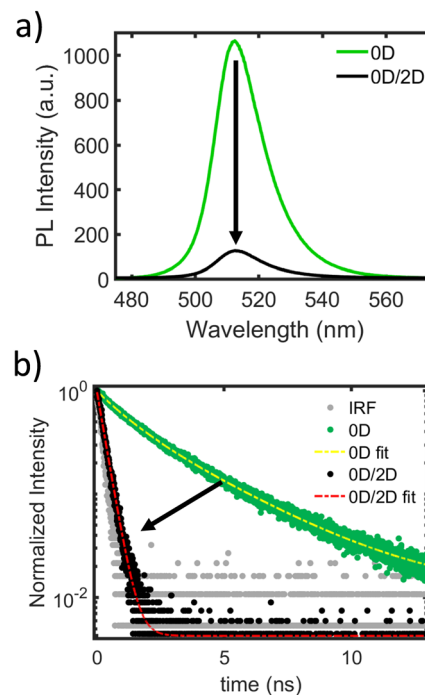 a)
1000
800
600
400
200
0
PL Intensity (a.u.)
0D
0D/2D
480
500
520
540
560
Wavelength (nm)
b)
10^0
10^-2
Normalized Intensity
IRF
0D
0D fit
0D/2D
0D/2D fit
0
5
10
time (ns)